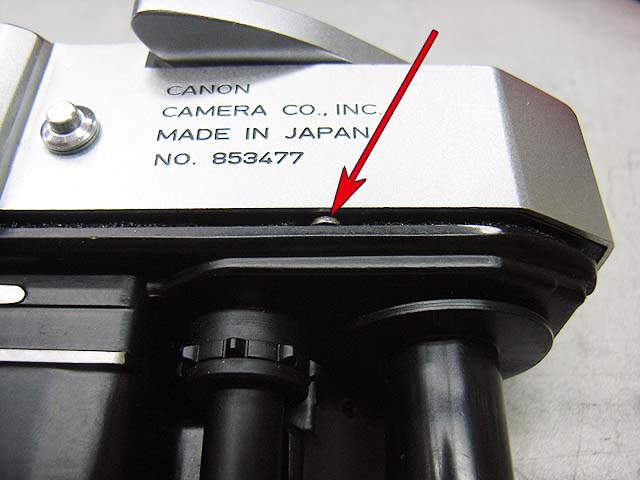 CANON
CAMERA CO., INC.
MADE IN JAPAN
NO. 853477